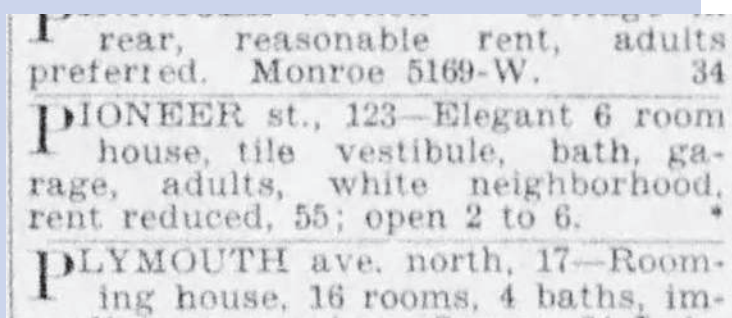 rear, reasonable rent, adults
preferred. Monroe 5169-W. 34
PIONEER st., 123—Elegant 6 room
house, tile vestibule, bath, ga-
rage, adults, white neighborhood,
rent reduced, 55; open 2 to 6. *
PLYMOUTH ave. north, 17—Room-
ing house, 16 rooms, 4 baths, im-